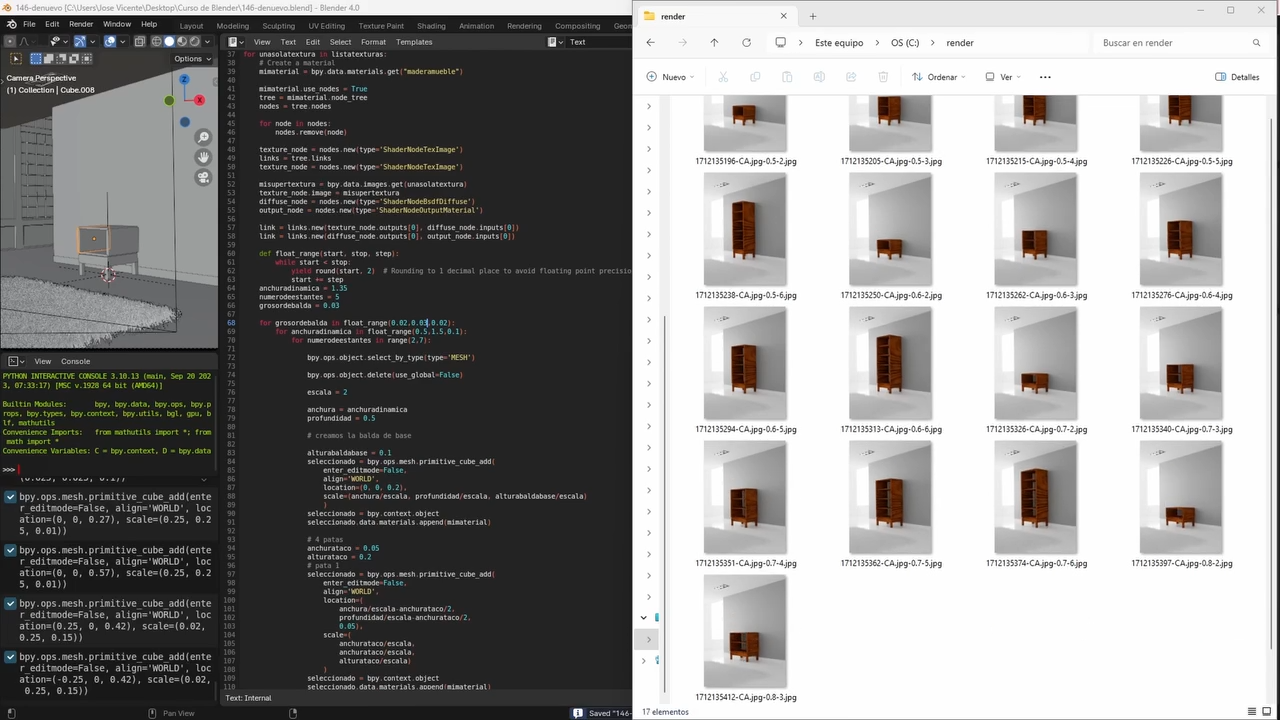 146-denuevo [C:\Users\Jose Vicente\Desktop\Curso de Blender\146-denuevo.blend] - Blender 4.0
File Edit Render Window Help Layout Modeling Sculpting UV Editing Texture Paint Shading Animation Rendering Compositing
View Text Edit Select Format Templates Text
Options
Camera Perspective
(1) Collection | Cube.008
Z
X
View Console
PYTHON INTERACTIVE CONSOLE 3.10.13 (main, Sep 20 202
3, 07:33:17) [MSC v.1928 64 bit (AMD64)]
Builtin Modules: bpy, bpy.data, bpy.ops, bpy.p
rops, bpy.types, bpy.context, bpy.utils, bgl, gpu, b
lf, mathutils
Convenience Imports: from mathutils import *; from
math import *
Convenience Variables: C = bpy.context, D = bpy.data
>>>
bpy.ops.mesh.primitive_cube_add(ente
r_editmode=False, align='WORLD', lo
cation=(0, 0, 0.27), scale=(0.25, 0.2
5, 0.01))
bpy.ops.mesh.primitive_cube_add(ente
r_editmode=False, align='WORLD', lo
cation=(0, 0, 0.57), scale=(0.25, 0.2
5, 0.01))
bpy.ops.mesh.primitive_cube_add(ente
r_editmode=False, align='WORLD', lo
cation=(0.25, 0, 0.42), scale=(0.02,
0.25, 0.15))
bpy.ops.mesh.primitive_cube_add(ente
r_editmode=False, align='WORLD', lo
cation=(-0.25, 0, 0.42), scale=(0.02,
0.25, 0.15))
Pan View
37 for unasolatextura in listatexturas:
38 # Create a material
39 mimaterial = bpy.data.materials.get("maderamueble")
40
41 mimaterial.use_nodes = True
42 tree = mimaterial.node_tree
43 nodes = tree.nodes
44
45 for node in nodes:
46 nodes.remove(node)
47
48 texture_node = nodes.new(type='ShaderNodeTexImage')
49 links = tree.links
50 texture_node = nodes.new(type='ShaderNodeTexImage')
51
52 misupertextura = bpy.data.images.get(unasolatextura)
53 texture_node.image = misupertextura
54 diffuse_node = nodes.new(type='ShaderNodeBsdfDiffuse')
55 output_node = nodes.new(type='ShaderNodeOutputMaterial')
56
57 link = links.new(texture_node.outputs[0], diffuse_node.inputs[0])
58 link = links.new(diffuse_node.outputs[0], output_node.inputs[0])
59
60 def float_range(start, stop, step):
61 while start < stop:
62 yield round(start, 2) # Rounding to 1 decimal place to avoid floating point precisio
63 start += step
64 anchuradinamica = 1.35
65 numerodeestantes = 5
66 grosordebalda = 0.03
67
68 for grosordebalda in float_range(0.02,0.03,0.02):
69 for anchuradinamica in float_range(0.5,1.5,0.1):
70 for numerodeestantes in range(2,7):
71
72 bpy.ops.object.select_by_type(type='MESH')
73
74 bpy.ops.object.delete(use_global=False)
75
76 escala = 2
77
78 anchura = anchuradinamica
79 profundidad = 0.5
80
81 # creamos la balda de base
82
83 alturabaldabase = 0.1
84 seleccionado = bpy.ops.mesh.primitive_cube_add(
85 enter_editmode=False,
86 align='WORLD',
87 location=(0, 0, 0.2),
88 scale=(anchura/escala, profundidad/escala, alturabaldabase/escala)
89 )
90 seleccionado = bpy.context.object
91 seleccionado.data.materials.append(mimaterial)
92
93 # 4 patas
94 anchurataco = 0.05
95 alturataco = 0.2
96 # pata 1
97 seleccionado = bpy.ops.mesh.primitive_cube_add(
98 enter_editmode=False,
99 align='WORLD',
100 location=(
101 anchura/escala-anchurataco/2,
102 profundidad/escala-anchurataco/2,
103 0.05),
104 scale=(
105 anchurataco/escala,
106 anchurataco/escala,
107 alturataco/escala)
108 )
109 seleccionado = bpy.context.object
110 seleccionado.data.materials.append(mimaterial)
Text: Internal
Saved "146-
render
Este equipo > OS (C:) > render Buscar en render
Nuevo Ordenar Ver Detalles
1712135196-CA.jpg-0.5-2.jpg 1712135203-CA.jpg-0.5-3.jpg 1712135215-CA.jpg-0.5-4.jpg 1712135226-CA.jpg-0.5-5.jpg
1712135238-CA.jpg-0.5-6.jpg 1712135250-CA.jpg-0.6-2.jpg 1712135262-CA.jpg-0.6-3.jpg 1712135276-CA.jpg-0.6-4.jpg
1712135294-CA.jpg-0.6-5.jpg 1712135313-CA.jpg-0.6-6.jpg 1712135326-CA.jpg-0.7-2.jpg 1712135340-CA.jpg-0.7-3.jpg
1712135351-CA.jpg-0.7-4.jpg 1712135362-CA.jpg-0.7-5.jpg 1712135374-CA.jpg-0.7-6.jpg 1712135397-CA.jpg-0.8-2.jpg
1712135412-CA.jpg-0.8-3.jpg
17 elementos